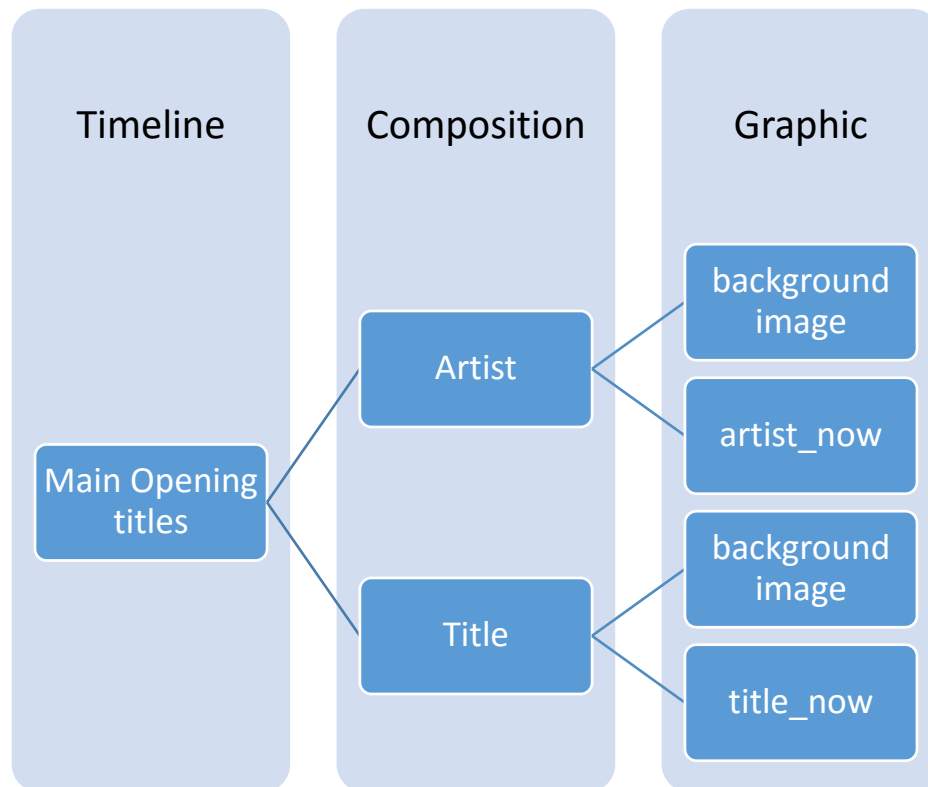 Timeline
Composition
Graphic
Main Opening
titles
Artist
Title
background
image
artist_now
background
image
title_now